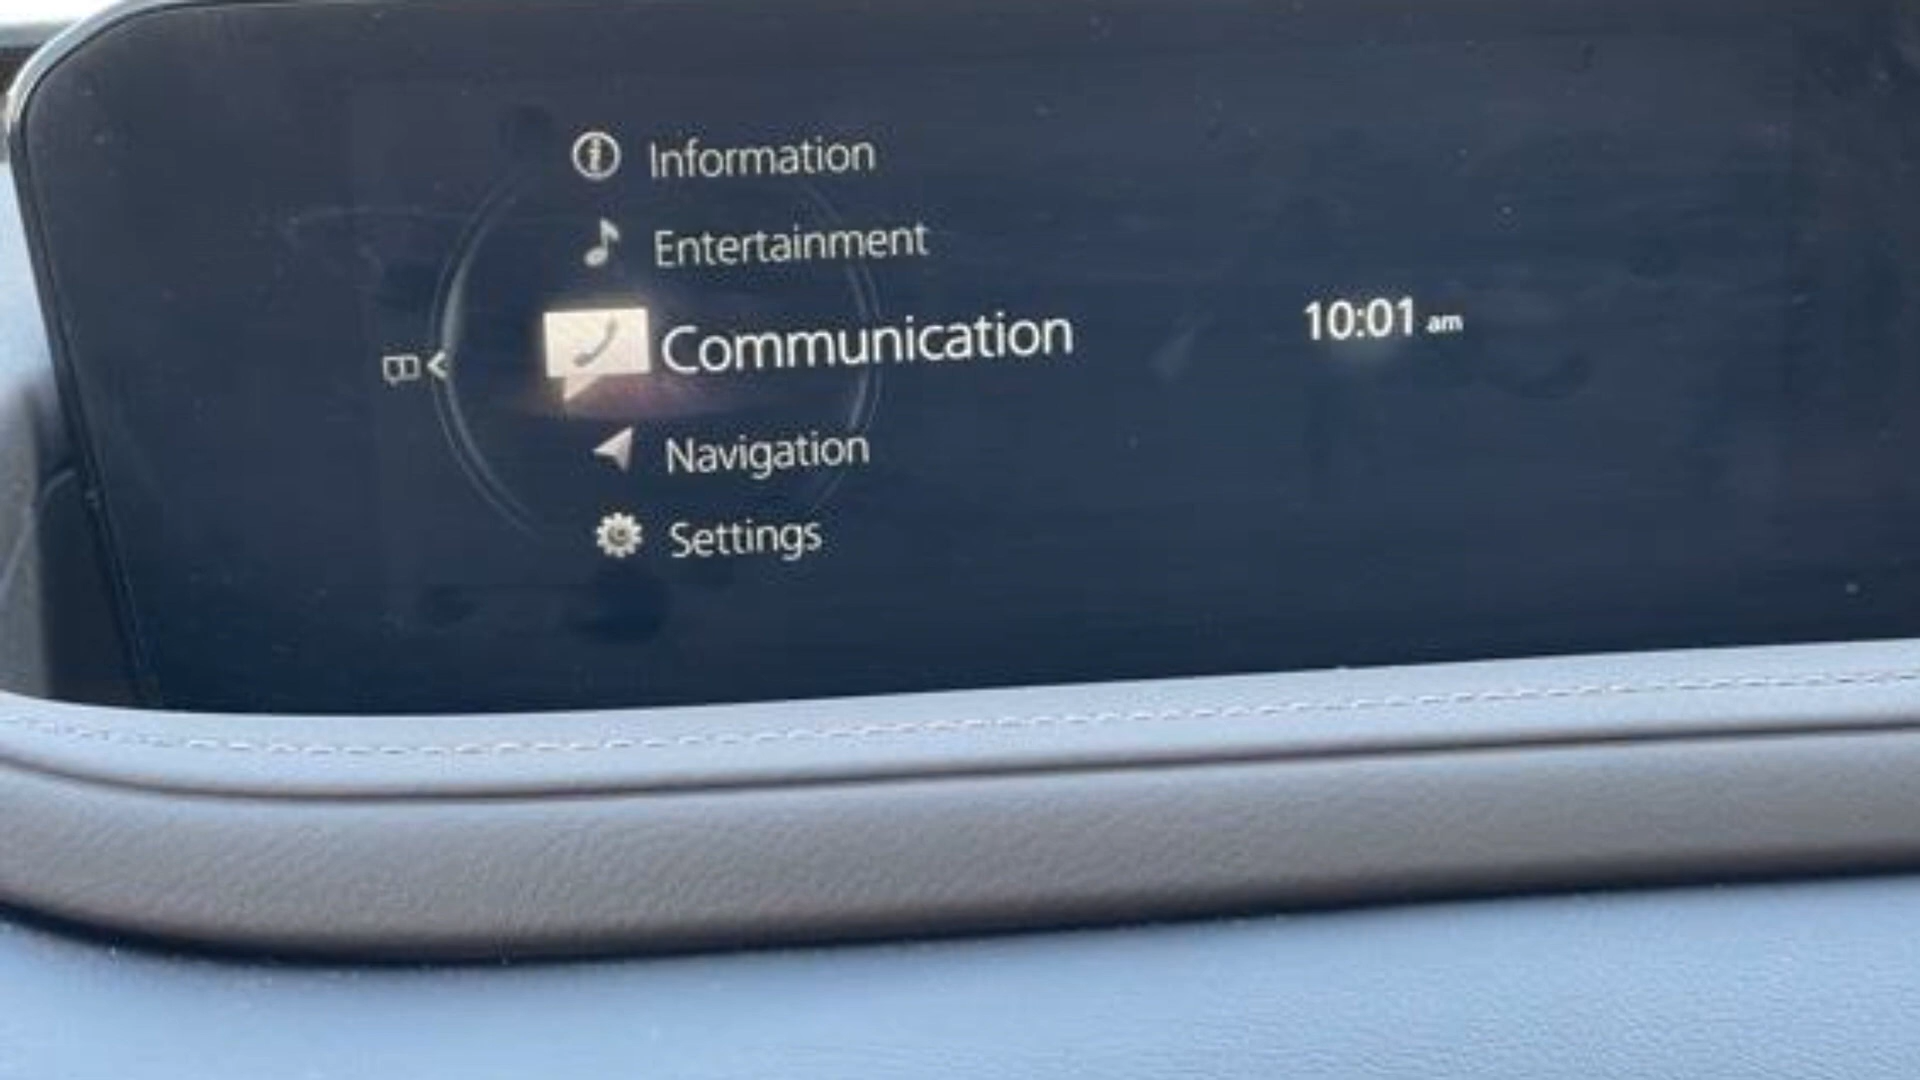 Information
Entertainment
Communication
10:01 am
Navigation
Settings